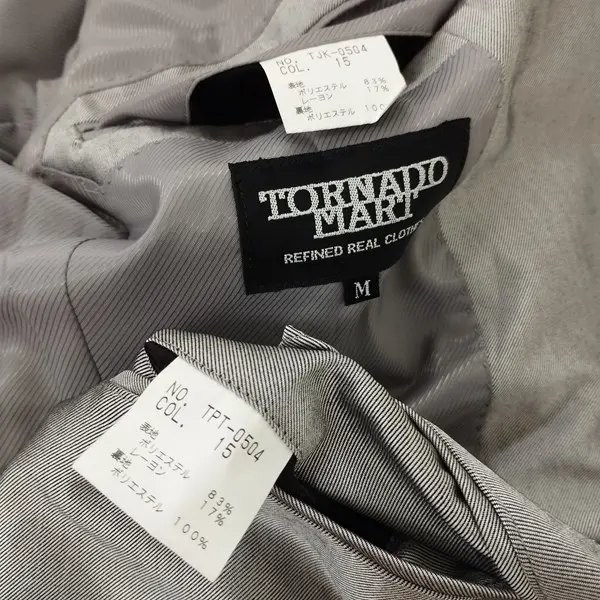 NO. TJK-0504
COL. 15
表地
ポリエステル 83%
レーヨン 17%
裏地
ポリエステル 100
TORNADO
MART
REFINED REAL
M
NO. TPT-0504
COL. 15
表地
ポリエステル 83%
レーヨン 17%
裏地
ポリエステル 100%